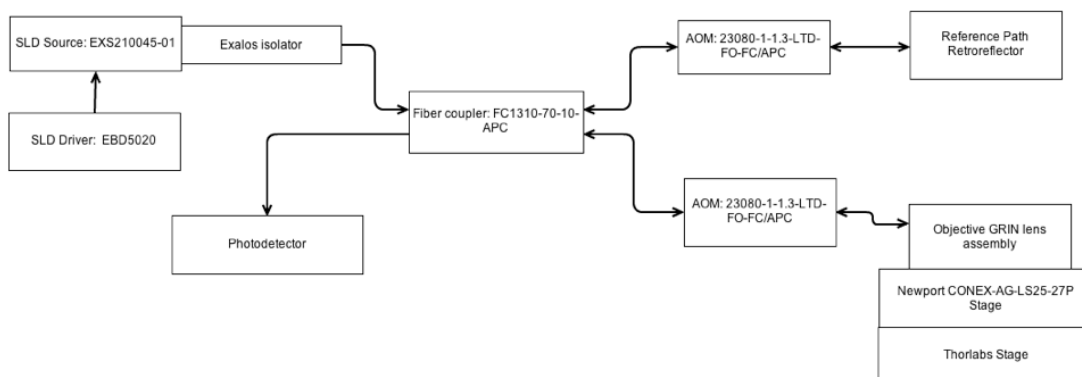 SLD Source: EXS210045-01
Exalos isolator
AOM: 23080-1-1.3-LTD-
FO-FC/APC
Reference Path
Retroreflector
Fiber coupler: FC1310-70-10-
APC
SLD Driver:  EBD5020
AOM: 23080-1-1.3-LTD-
FO-FC/APC
Photodetector
Objective GRIN lens
assembly
Newport CONEX-AG-LS25-27P
Stage
Thorlabs Stage